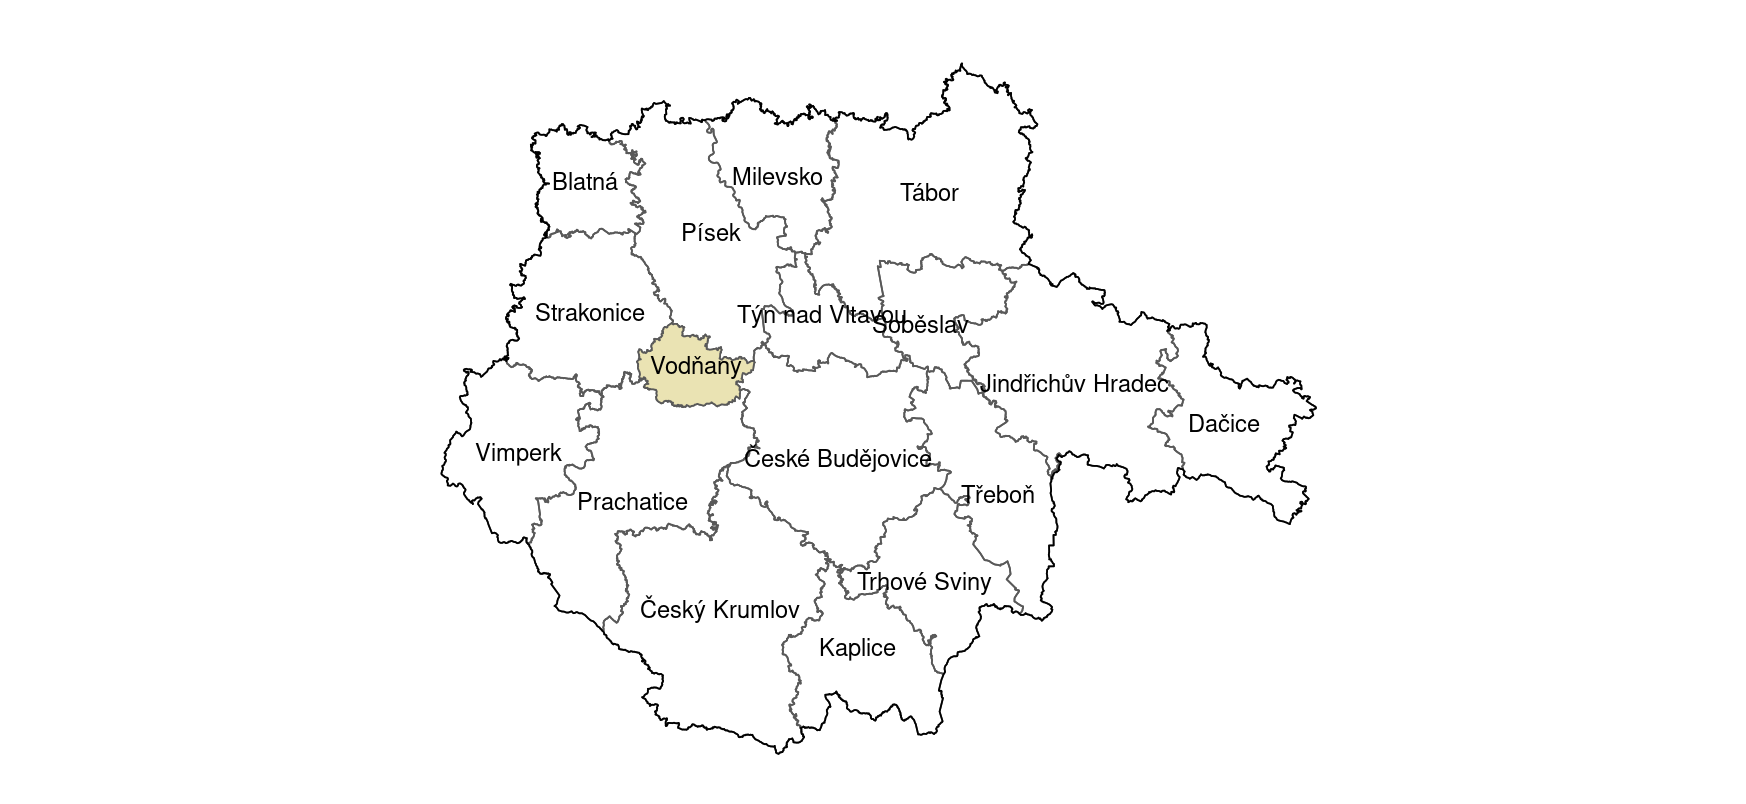 Blatná
Milevsko
Tábor
Písek
Strakonice
Týn nad Vltavou
Soběslav
Vodňany
Jindřichův Hradec
Dačice
Vimperk
České Budějovice
Prachatice
Třeboň
Trhové Sviny
Český Krumlov
Kaplice